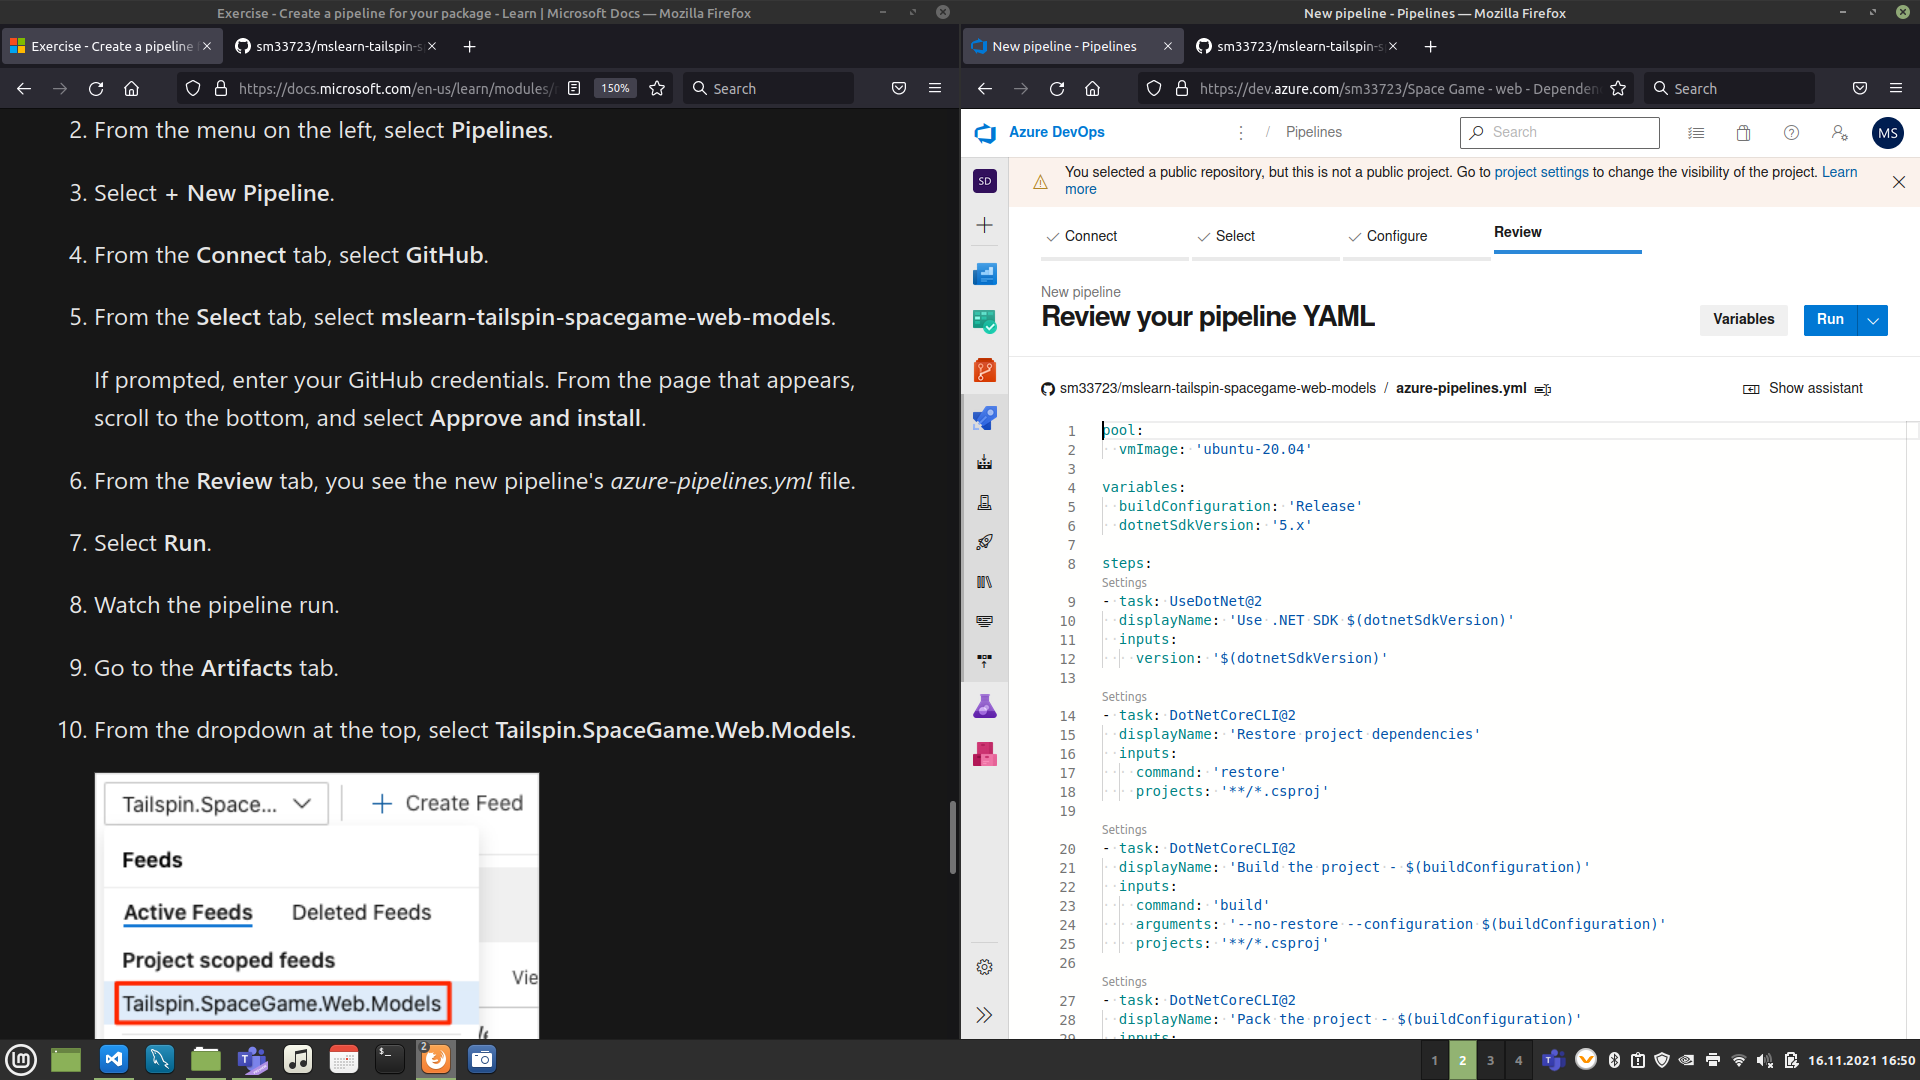 Exercise - Create a pipeline for your package - Learn | Microsoft Docs — Mozilla Firefox
Exercise - Create a pipeline
sm33723/mslearn-tailspin-s
https://docs.microsoft.com/en-us/learn/modules/
150%
Search
2. From the menu on the left, select Pipelines.
3. Select + New Pipeline.
4. From the Connect tab, select GitHub.
5. From the Select tab, select mslearn-tailspin-spacegame-web-models.
If prompted, enter your GitHub credentials. From the page that appears,
scroll to the bottom, and select Approve and install.
6. From the Review tab, you see the new pipeline's azure-pipelines.yml file.
7. Select Run.
8. Watch the pipeline run.
9. Go to the Artifacts tab.
10. From the dropdown at the top, select Tailspin.SpaceGame.Web.Models.
Tailspin.Space...
Create Feed
Feeds
Active Feeds
Deleted Feeds
Project scoped feeds
Vie
Tailspin.SpaceGame.Web.Models
New pipeline - Pipelines — Mozilla Firefox
New pipeline - Pipelines
sm33723/mslearn-tailspin-s
https://dev.azure.com/sm33723/Space Game - web - Dependen
Search
Azure DevOps
/ Pipelines
Search
MS
SD
You selected a public repository, but this is not a public project. Go to project settings to change the visibility of the project. Learn
more
Connect
Select
Configure
Review
New pipeline
Review your pipeline YAML
Variables
Run
sm33723/mslearn-tailspin-spacegame-web-models / azure-pipelines.yml
Show assistant
1 pool:
2 vmImage: 'ubuntu-20.04'
3
4 variables:
5 buildConfiguration: 'Release'
6 dotnetSdkVersion: '5.x'
7
8 steps:
Settings
9 - task: UseDotNet@2
10 displayName: 'Use .NET SDK $(dotnetSdkVersion)'
11 inputs:
12 version: '$(dotnetSdkVersion)'
13
Settings
14 - task: DotNetCoreCLI@2
15 displayName: 'Restore project dependencies'
16 inputs:
17 command: 'restore'
18 projects: '**/*.csproj'
19
Settings
20 - task: DotNetCoreCLI@2
21 displayName: 'Build the project - $(buildConfiguration)'
22 inputs:
23 command: 'build'
24 arguments: '--no-restore --configuration $(buildConfiguration)'
25 projects: '**/*.csproj'
26
Settings
27 - task: DotNetCoreCLI@2
28 displayName: 'Pack the project - $(buildConfiguration)'
29 inputs:
2
1 2 3 4
16.11.2021 16:50